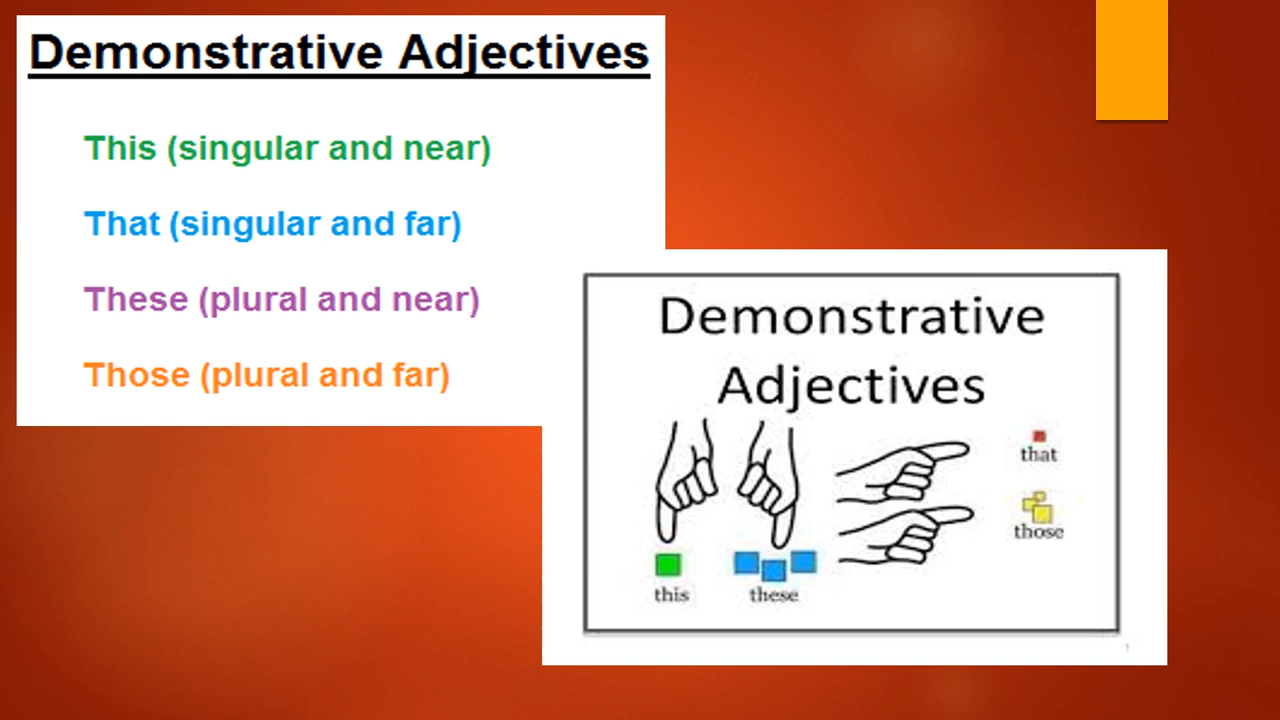 Demonstrative Adjectives
This (singular and near)
That (singular and far)
These (plural and near)
Those (plural and far)
Demonstrative
Adjectives
that
those
this
these